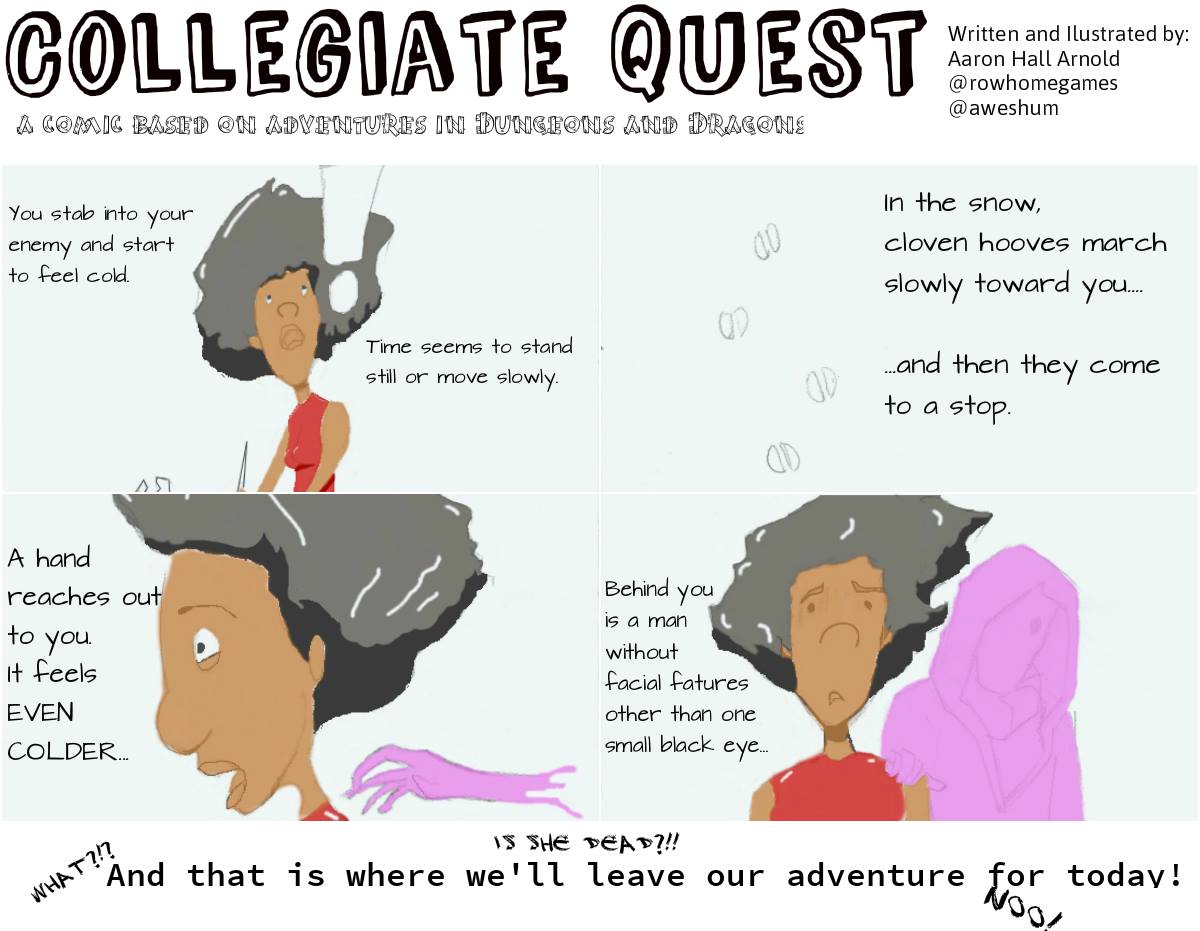 COLLEGIATE QUEST
A COMIC BASED ON ADVENTURES IN DUNGEONS AND DRAGONS
Written and Ilustrated by:
Aaron Hall Arnold
@rowhomegames
@aweshum
You stab into your
enemy and start
to feel cold.
Time seems to stand
still or move slowly.
In the snow,
cloven hooves march
slowly toward you....
...and then they come
to a stop.
A hand
reaches out
to you.
It feels
EVEN
COLDER...
Behind you
is a man
without
facial fatures
other than one
small black eye...
WHAT?!?
IS SHE DEAD?!!
And that is where we'll leave our adventure for today!
NOO!